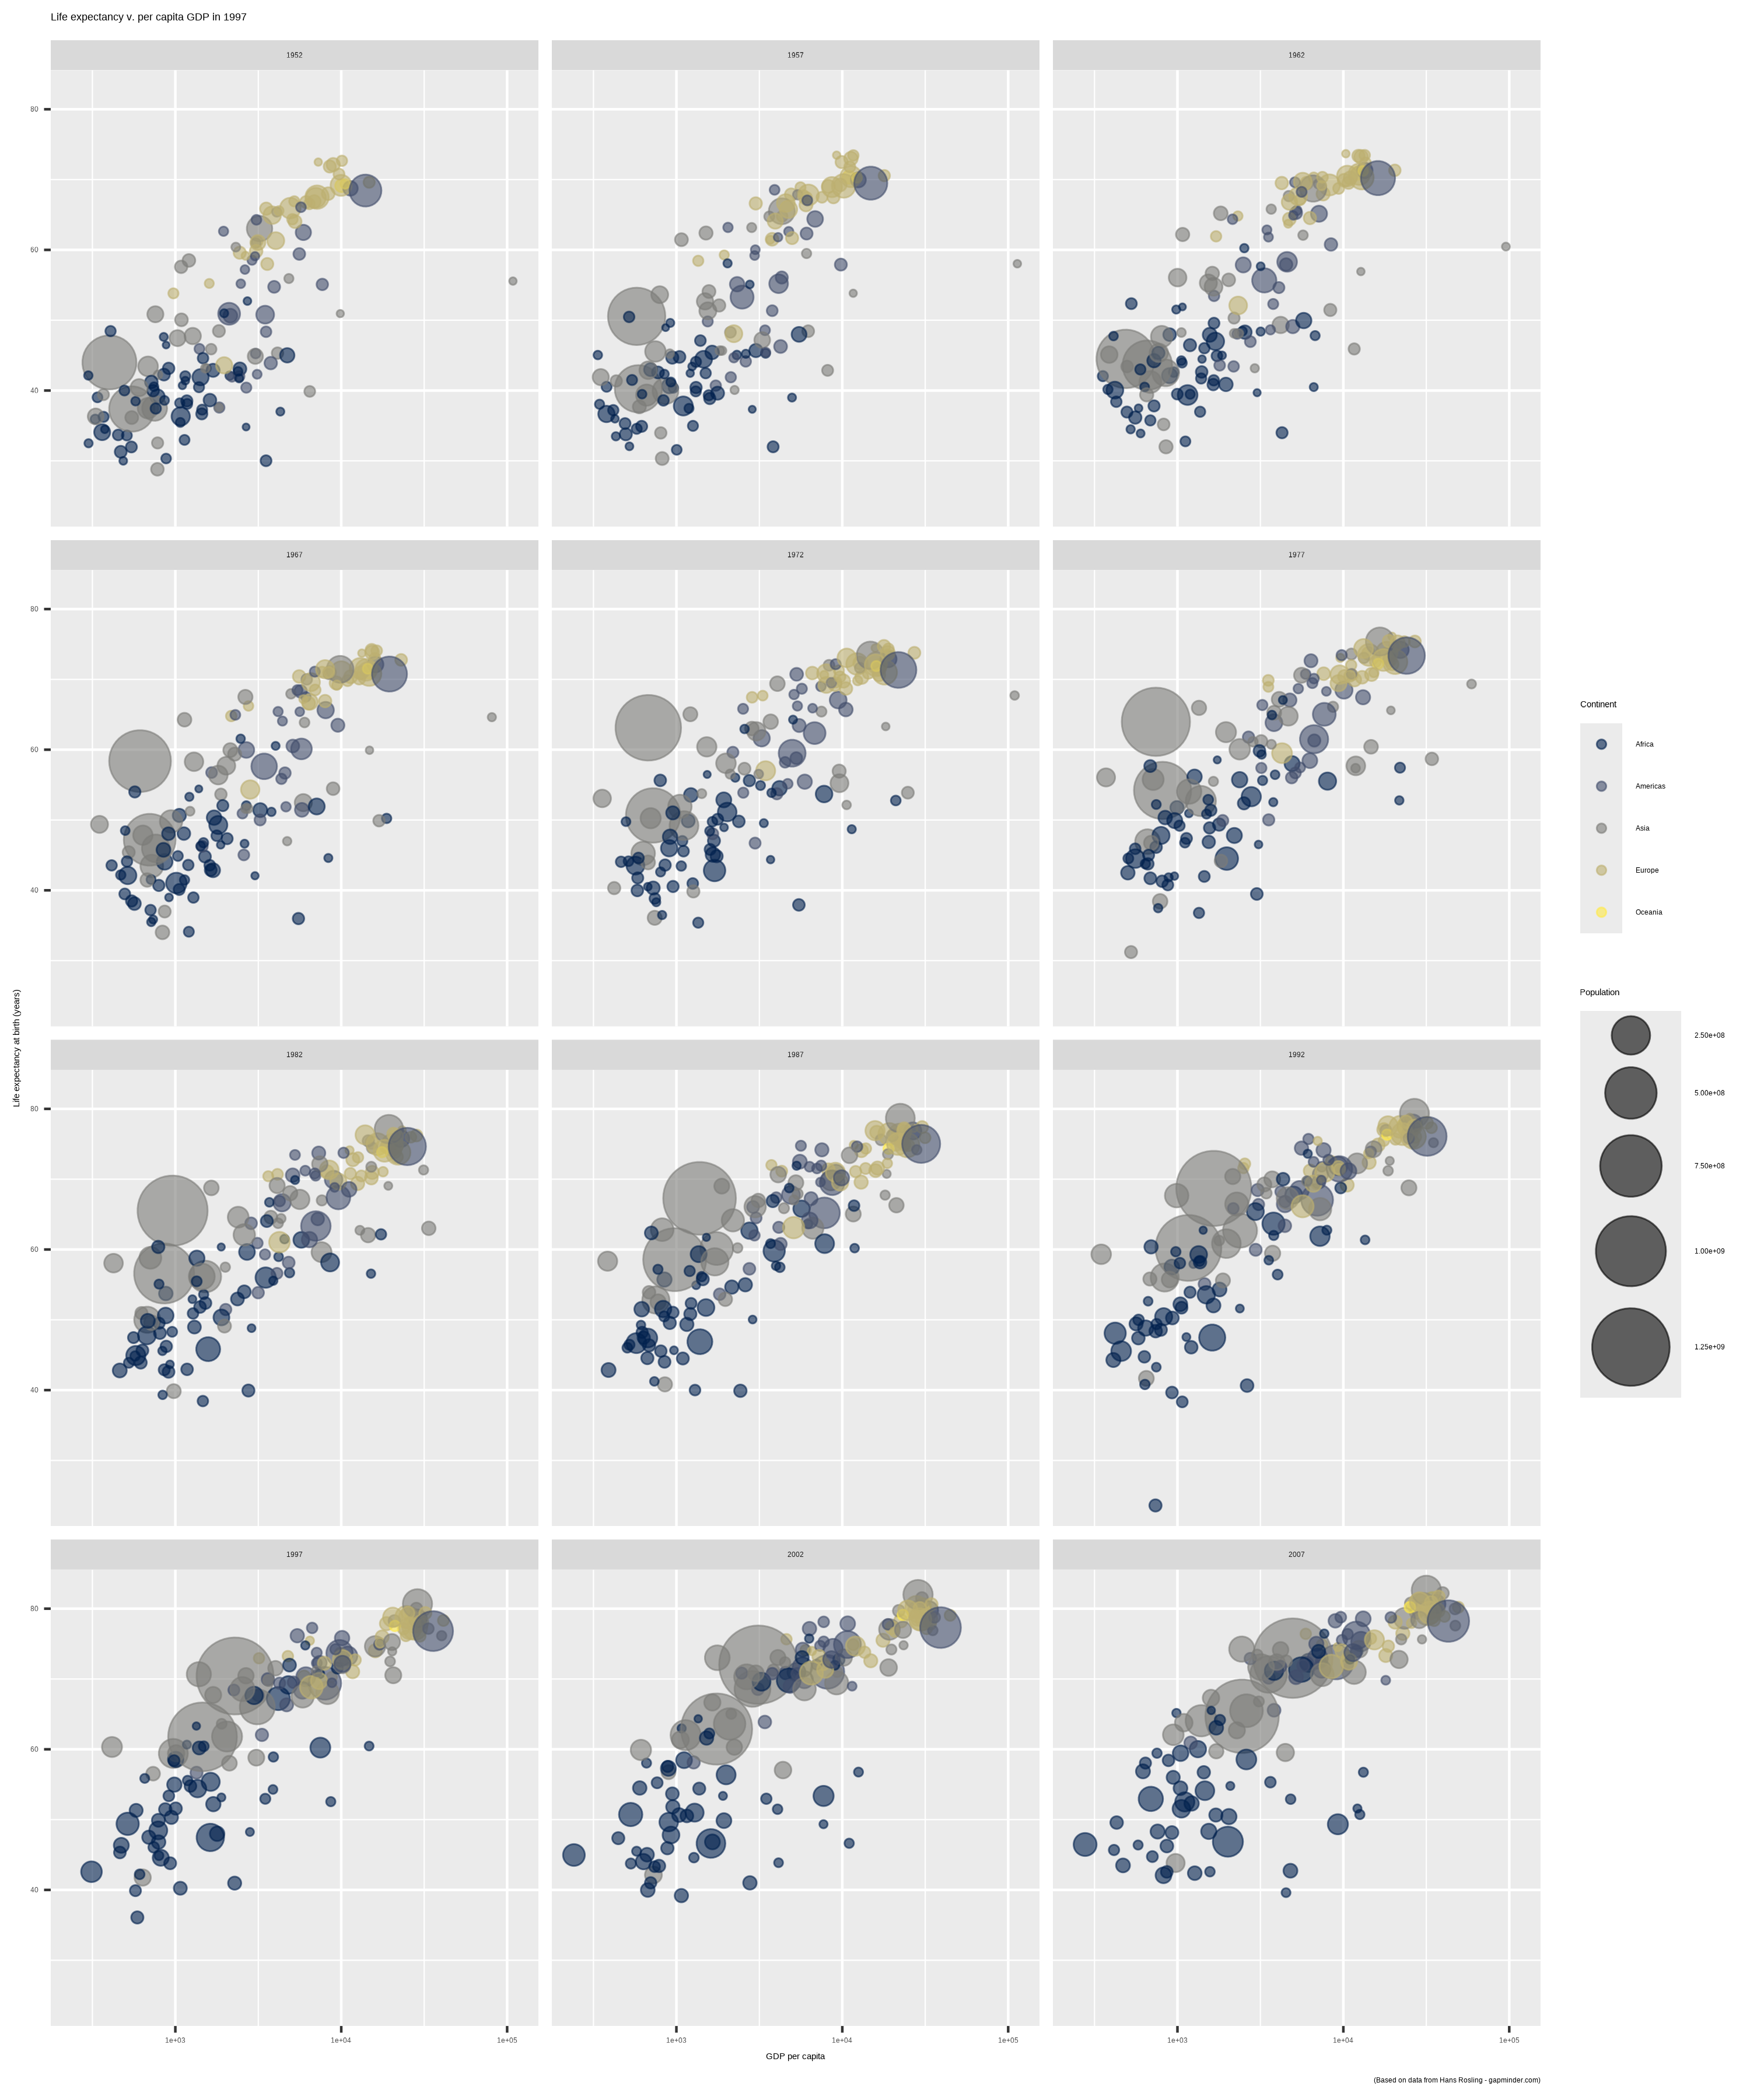 Life expectancy v. per capita GDP in 1997
1952
1957
1962
80
60
40
1967
1972
1977
80
60
40
Continent
Africa
Americas
Asia
Europe
Oceania
Population
2.50e+08
5.00e+08
7.50e+08
1.00e+09
1.25e+09
Life expectancy at birth (years)
1982
1987
1992
80
60
40
1997
2002
2007
80
60
40
1e+03
1e+04
1e+05
1e+03
1e+04
1e+05
1e+03
1e+04
1e+05
GDP per capita
(Based on data from Hans Rosling - gapminder.com)